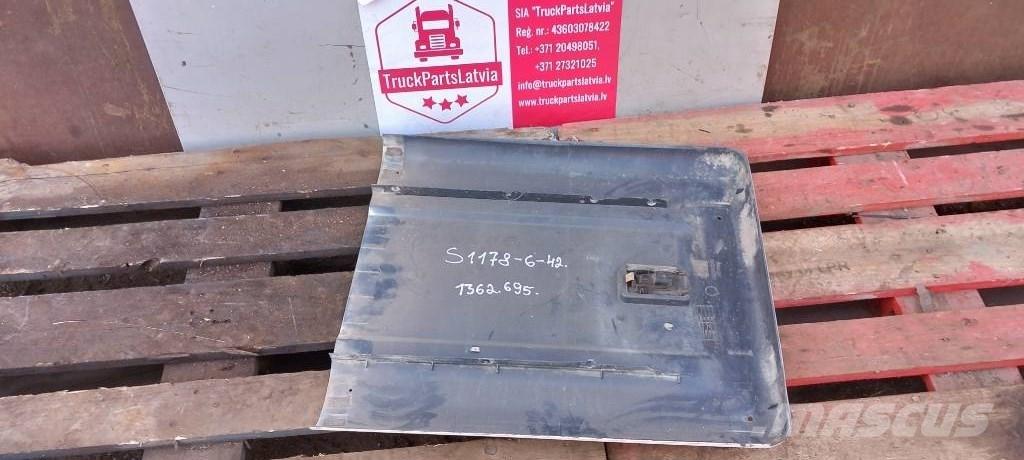 TruckPartsLatvia
SIA "TruckPartsLatvia"
Reģ. nr.: 43603078422
Tel.: +371 20498051,
+371 27321025
info@truckpartslatvia.lv
www.truckpartslatvia.lv
S1178-6-42.
1362.695.
MASCUS